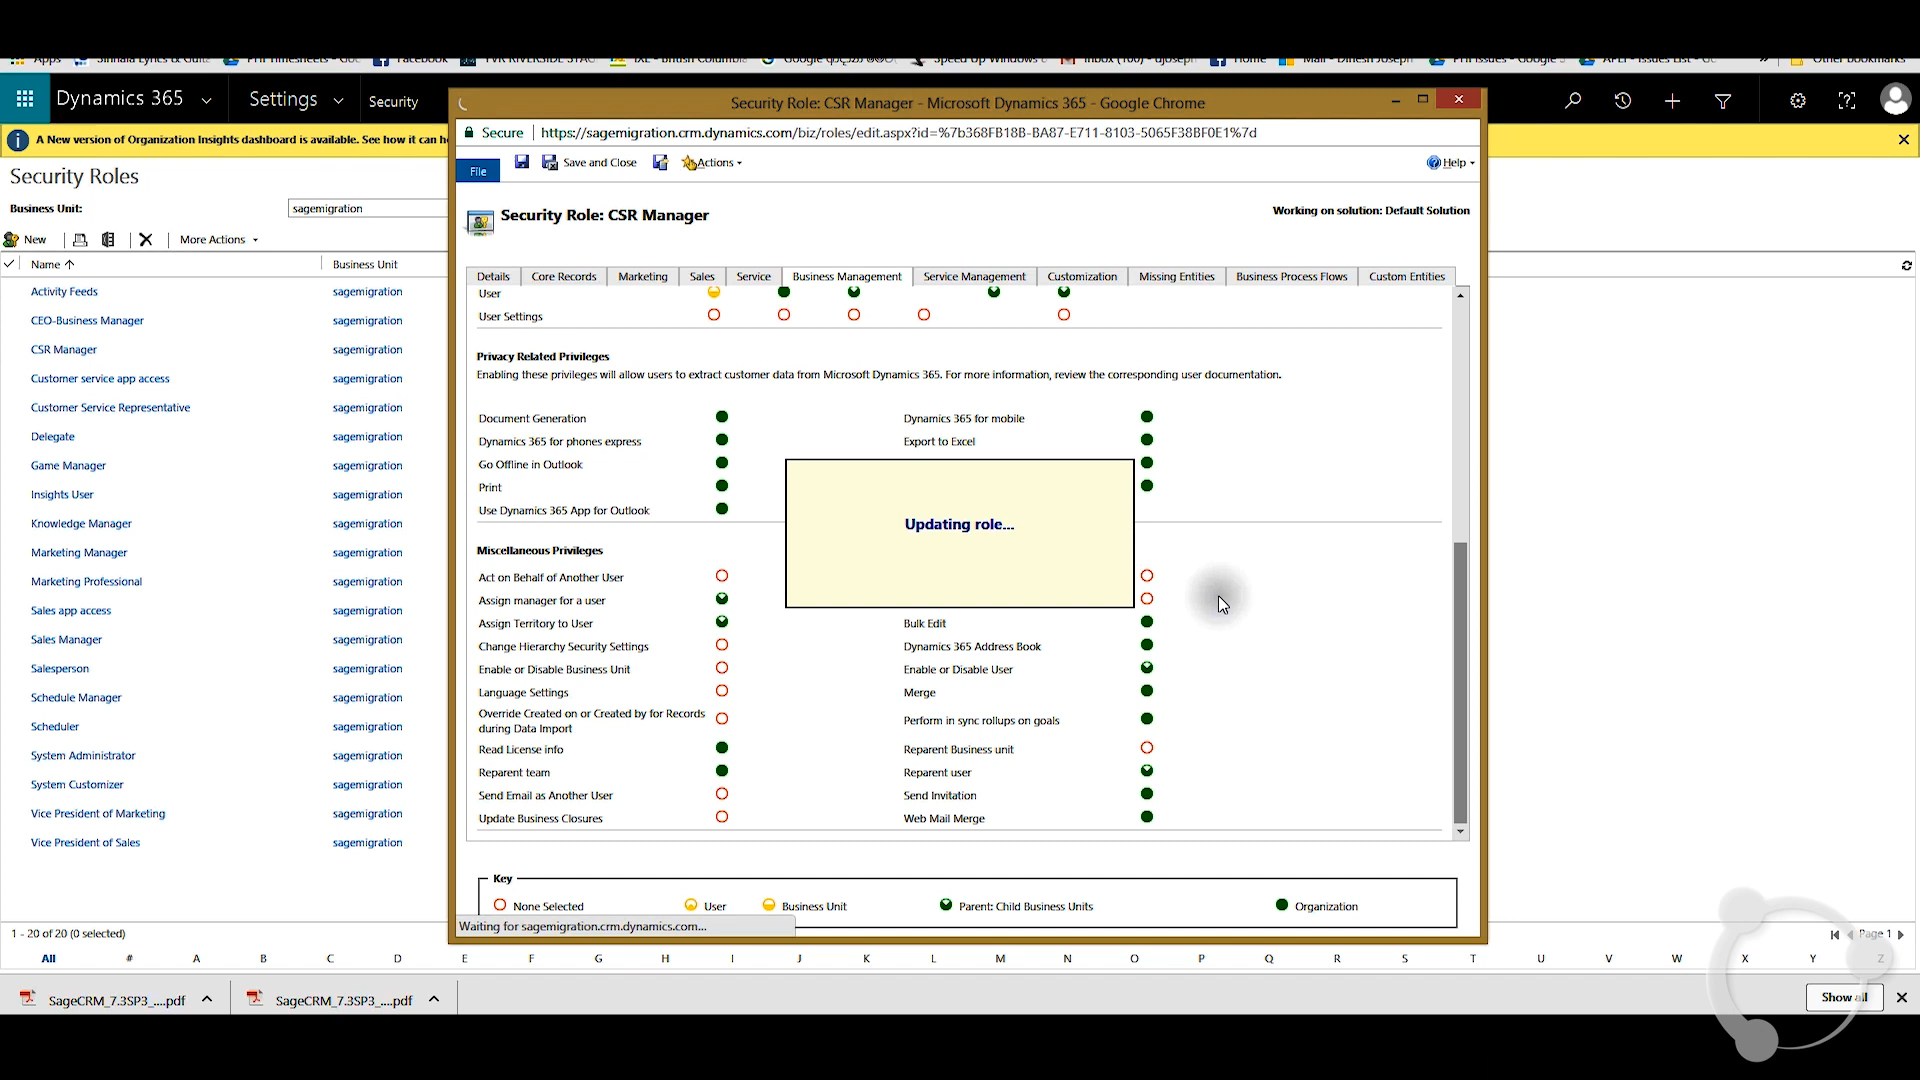 Apps
Facebook
Dynamics 365
Settings
Security
A New version of Organization Insights dashboard is available. See how it can h
Security Roles
Business Unit:
sagemigration
New
More Actions
Name
Business Unit
Activity Feeds sagemigration
CEO-Business Manager sagemigration
CSR Manager sagemigration
Customer service app access sagemigration
Customer Service Representative sagemigration
Delegate sagemigration
Game Manager sagemigration
Insights User sagemigration
Knowledge Manager sagemigration
Marketing Manager sagemigration
Marketing Professional sagemigration
Sales app access sagemigration
Sales Manager sagemigration
Salesperson sagemigration
Schedule Manager sagemigration
Scheduler sagemigration
System Administrator sagemigration
System Customizer sagemigration
Vice President of Marketing sagemigration
Vice President of Sales sagemigration
Security Role: CSR Manager - Microsoft Dynamics 365 - Google Chrome
Secure https://sagemigration.crm.dynamics.com/biz/roles/edit.aspx?id=%7b368FB18B-BA87-E711-8103-5065F38BF0E1%7d
File
Save and Close
Actions
Help
Security Role: CSR Manager
Working on solution: Default Solution
Details Core Records Marketing Sales Service Business Management Service Management Customization Missing Entities Business Process Flows Custom Entities
User
User Settings
Privacy Related Privileges
Enabling these privileges will allow users to extract customer data from Microsoft Dynamics 365. For more information, review the corresponding user documentation.
Document Generation Dynamics 365 for mobile
Dynamics 365 for phones express Export to Excel
Go Offline in Outlook
Print
Use Dynamics 365 App for Outlook
Updating role...
Miscellaneous Privileges
Act on Behalf of Another User
Assign manager for a user
Assign Territory to User Bulk Edit
Change Hierarchy Security Settings Dynamics 365 Address Book
Enable or Disable Business Unit Enable or Disable User
Language Settings Merge
Override Created on or Created by for Records
during Data Import
Perform in sync rollups on goals
Read License info Reparent Business unit
Reparent team Reparent user
Send Email as Another User Send Invitation
Update Business Closures Web Mail Merge
Key
None Selected User Business Unit Parent: Child Business Units Organization
Waiting for sagemigration.crm.dynamics.com...
1 - 20 of 20 (0 selected)
Page 1
All # A B C D E F G H I J K L M N O P Q R S T U V W X Y Z
SageCRM_7.3SP3_....pdf
SageCRM_7.3SP3_....pdf
Show all